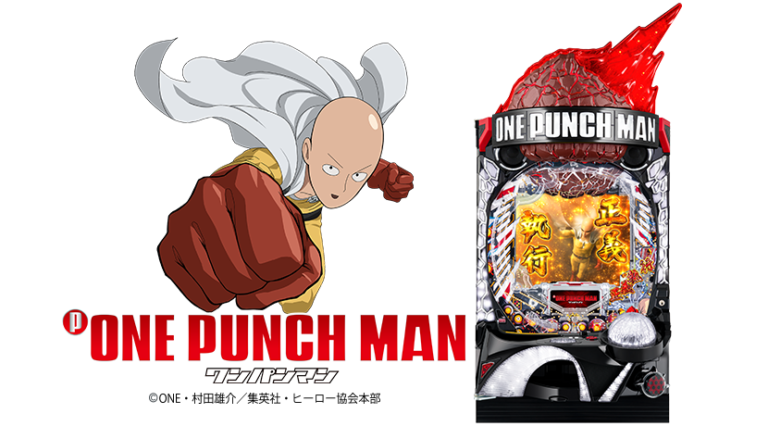 P ONE PUNCH MAN
ワンパンマン
©ONE・村田雄介／集英社・ヒーロー協会本部
ONE PUNCH MAN
正義
執行
ONE PUNCH MAN